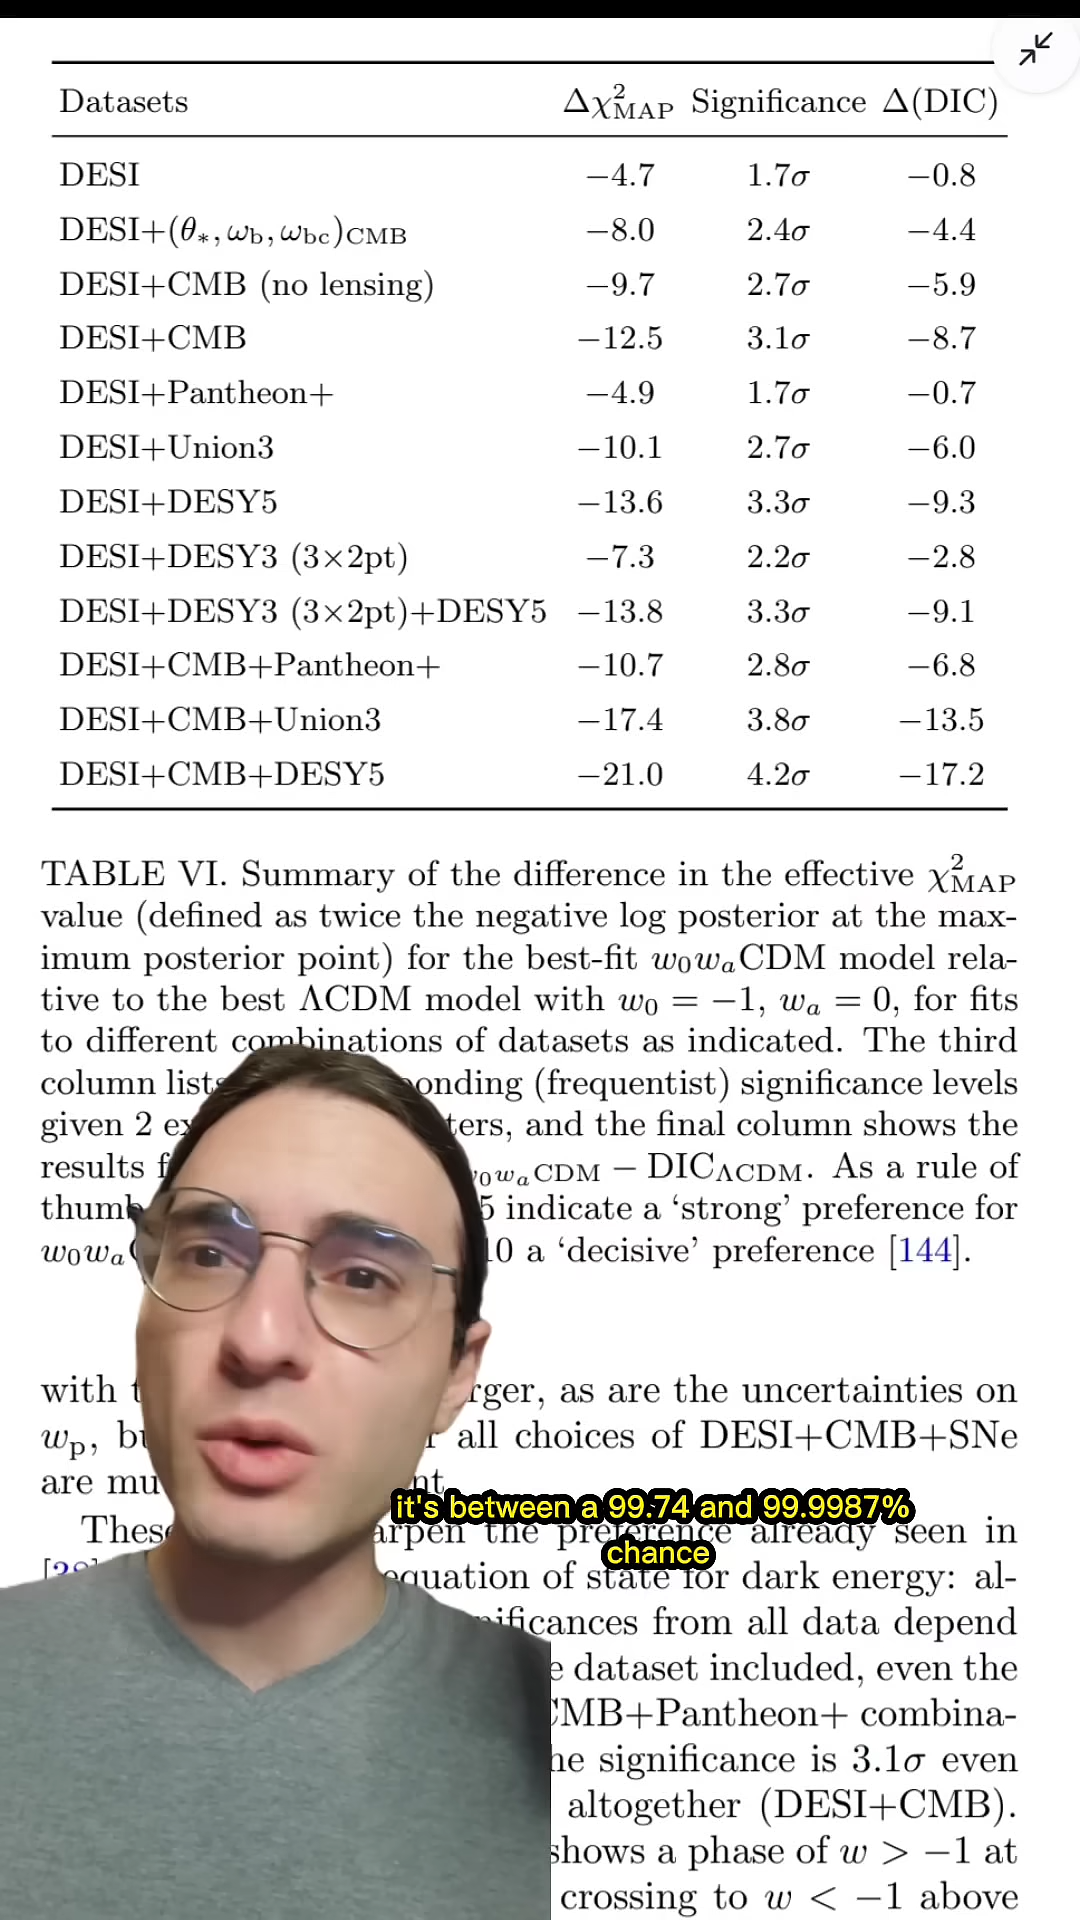 Datasets Δχ²MAP Significance Δ(DIC)
DESI −4.7 1.7σ −0.8
DESI+(θ∗, ωb, ωbc)CMB −8.0 2.4σ −4.4
DESI+CMB (no lensing) −9.7 2.7σ −5.9
DESI+CMB −12.5 3.1σ −8.7
DESI+Pantheon+ −4.9 1.7σ −0.7
DESI+Union3 −10.1 2.7σ −6.0
DESI+DESY5 −13.6 3.3σ −9.3
DESI+DESY3 (3×2pt) −7.3 2.2σ −2.8
DESI+DESY3 (3×2pt)+DESY5 −13.8 3.3σ −9.1
DESI+CMB+Pantheon+ −10.7 2.8σ −6.8
DESI+CMB+Union3 −17.4 3.8σ −13.5
DESI+CMB+DESY5 −21.0 4.2σ −17.2
TABLE VI. Summary of the difference in the effective χ²MAP
value (defined as twice the negative log posterior at the max-
imum posterior point) for the best-fit w0waCDM model rela-
tive to the best ΛCDM model with w0 = −1, wa = 0, for fits
to different combinations of datasets as indicated. The third
column lists onding (frequentist) significance levels
given 2 ex ters, and the final column shows the
results f w0waCDM − DICΛCDM. As a rule of
thumb 5 indicate a ‘strong’ preference for
w0wa 10 a ‘decisive’ preference [144].
with t rger, as are the uncertainties on
wp, bu r all choices of DESI+CMB+SNe
are mu nt.
it's between a 99.74 and 99.9987%
chance
These arpen the preference already seen in
equation of state for dark energy: al-
nificances from all data depend
e dataset included, even the
CMB+Pantheon+ combina-
he significance is 3.1σ even
altogether (DESI+CMB).
shows a phase of w > −1 at
crossing to w < −1 above